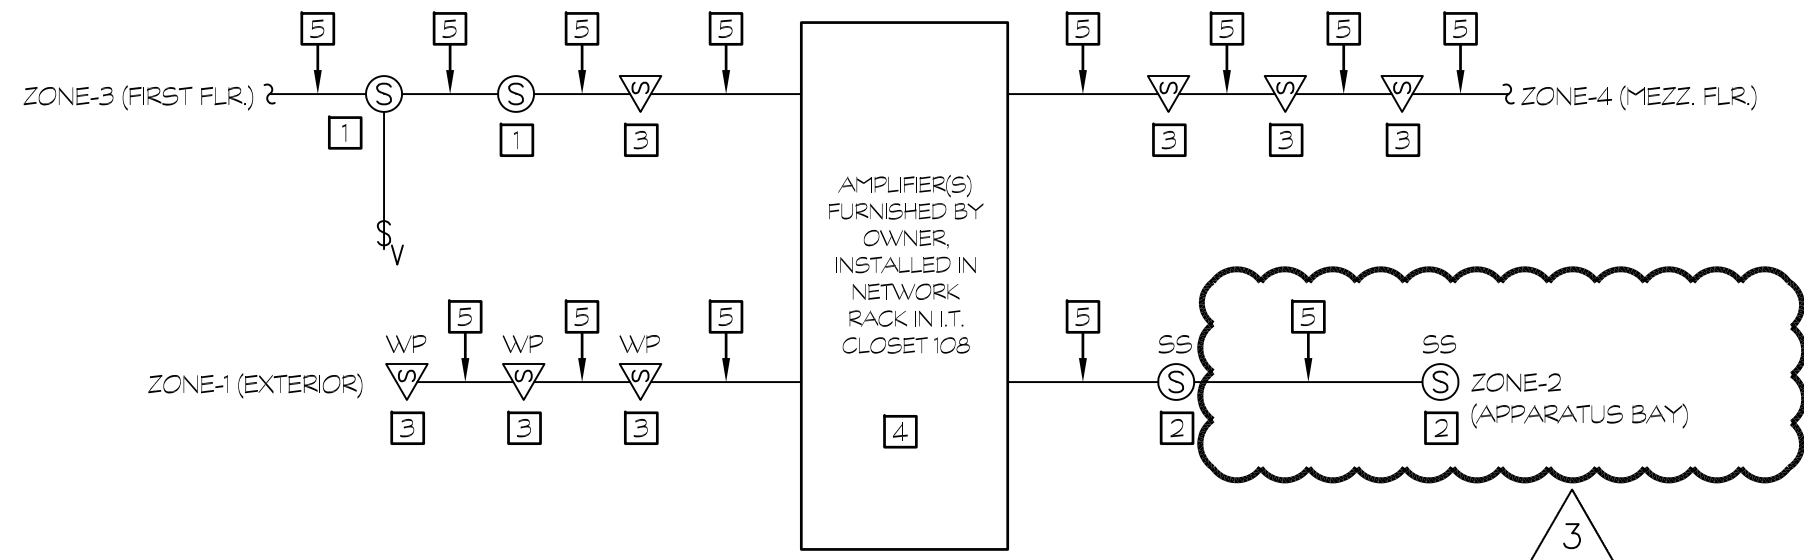 5 5 5 5 5 5 5 5
ZONE-3 (FIRST FLR.) S S S S S S ZONE-4 (MEZZ. FLR.)
1 1 3 3 3 3
$
V
AMPLIFIER(S)
FURNISHED BY
OWNER,
INSTALLED IN
NETWORK
RACK IN I.T.
CLOSET 108
4
5 5 5 5 5
WP WP WP SS SS
ZONE-1 (EXTERIOR) S S S S S ZONE-2
(APPARATUS BAY)
3 3 3 2 2
3